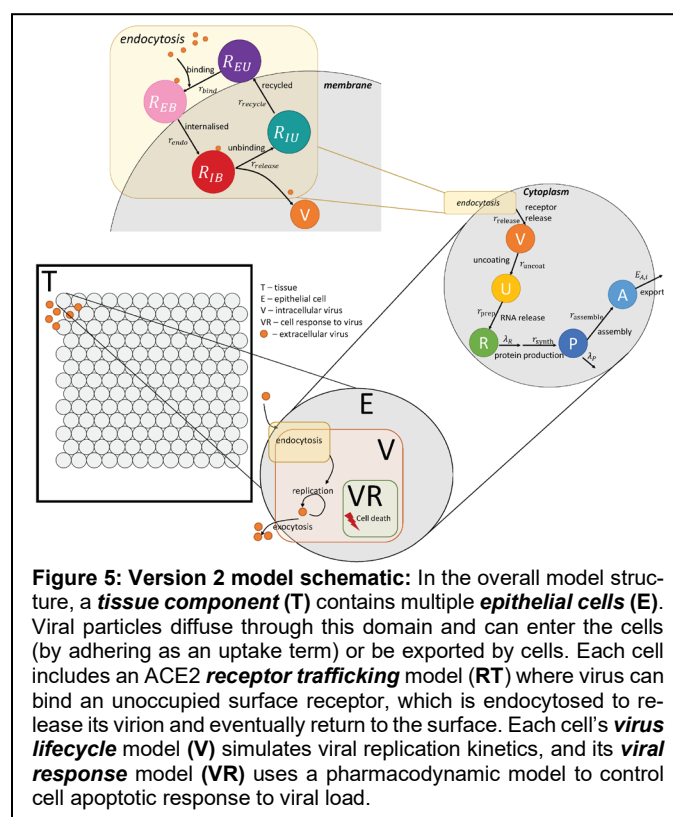 endocytosis
binding
R_EU
r_bind
R_EB
membrane
recycled
r_recycle
internalised
r_endo
R_IU
unbinding
R_IB
r_release
V
endocytosis
Cytoplasm
r_release
receptor
release
V
uncoating
r_uncoat
U
E_A,i
A
export
r_prep
RNA release
r_assemble
assembly
R
λ_R
r_synth
P
protein production
λ_P
T
T – tissue
E – epithelial cell
V – intracellular virus
VR – cell response to virus
– extracellular virus
E
endocytosis
V
replication
VR
Cell death
exocytosis
Figure 5: Version 2 model schematic: In the overall model struc-
ture, a tissue component (T) contains multiple epithelial cells (E).
Viral particles diffuse through this domain and can enter the cells
(by adhering as an uptake term) or be exported by cells. Each cell
includes an ACE2 receptor trafficking model (RT) where virus can
bind an unoccupied surface receptor, which is endocytosed to re-
lease its virion and eventually return to the surface. Each cell's virus
lifecycle model (V) simulates viral replication kinetics, and its viral
response model (VR) uses a pharmacodynamic model to control
cell apoptotic response to viral load.